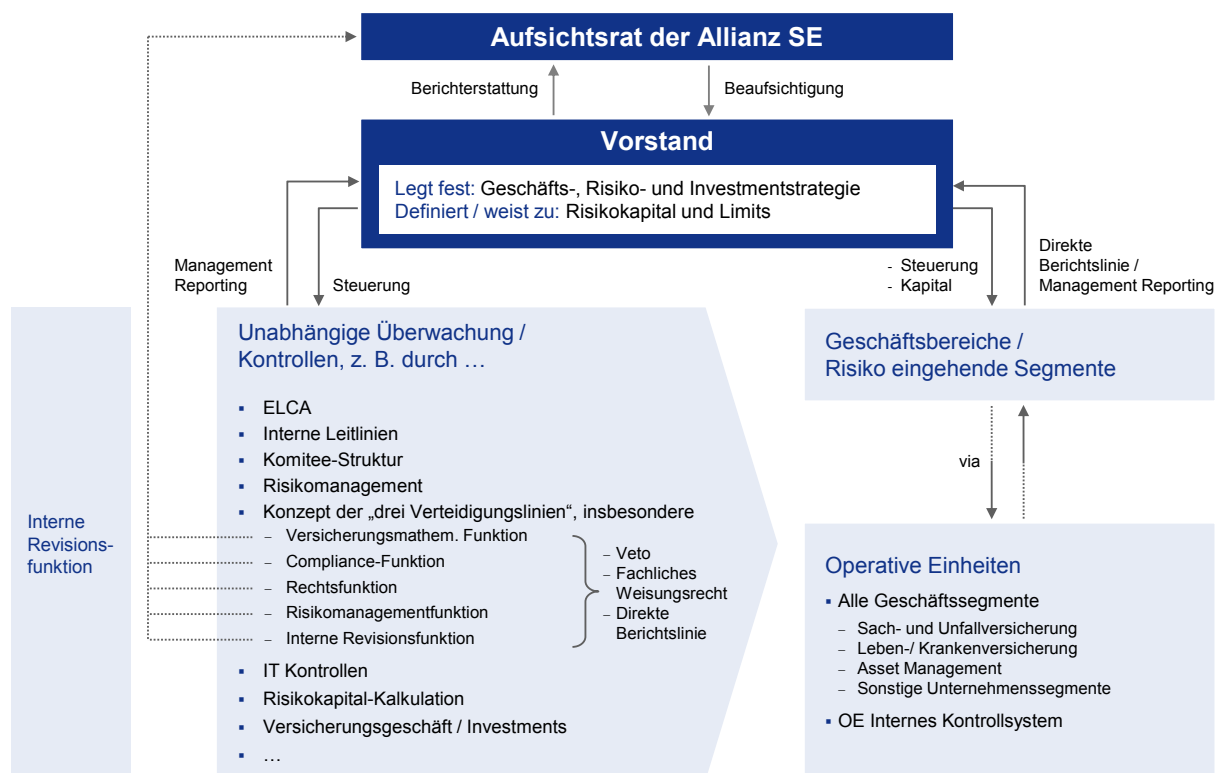 Aufsichtsrat der Allianz SE
Berichterstattung
Beaufsichtigung
Vorstand
Legt fest: Geschäfts-, Risiko- und Investmentstrategie
Definiert / weist zu: Risikokapital und Limits
Management
Reporting
Steuerung
- Steuerung
- Kapital
Direkte
Berichtslinie /
Management Reporting
Interne
Revisions-
funktion
Unabhängige Überwachung /
Kontrollen, z. B. durch …
▪ ELCA
▪ Interne Leitlinien
▪ Komitee-Struktur
▪ Risikomanagement
▪ Konzept der „drei Verteidigungslinien“, insbesondere
– Versicherungsmathem. Funktion
– Compliance-Funktion
– Rechtsfunktion
– Risikomanagementfunktion
– Interne Revisionsfunktion
– Veto
– Fachliches
Weisungsrecht
– Direkte
Berichtslinie
▪ IT Kontrollen
▪ Risikokapital-Kalkulation
▪ Versicherungsgeschäft / Investments
▪ …
Geschäftsbereiche /
Risiko eingehende Segmente
via
Operative Einheiten
▪ Alle Geschäftssegmente
– Sach- und Unfallversicherung
– Leben-/ Krankenversicherung
– Asset Management
– Sonstige Unternehmenssegmente
▪ OE Internes Kontrollsystem